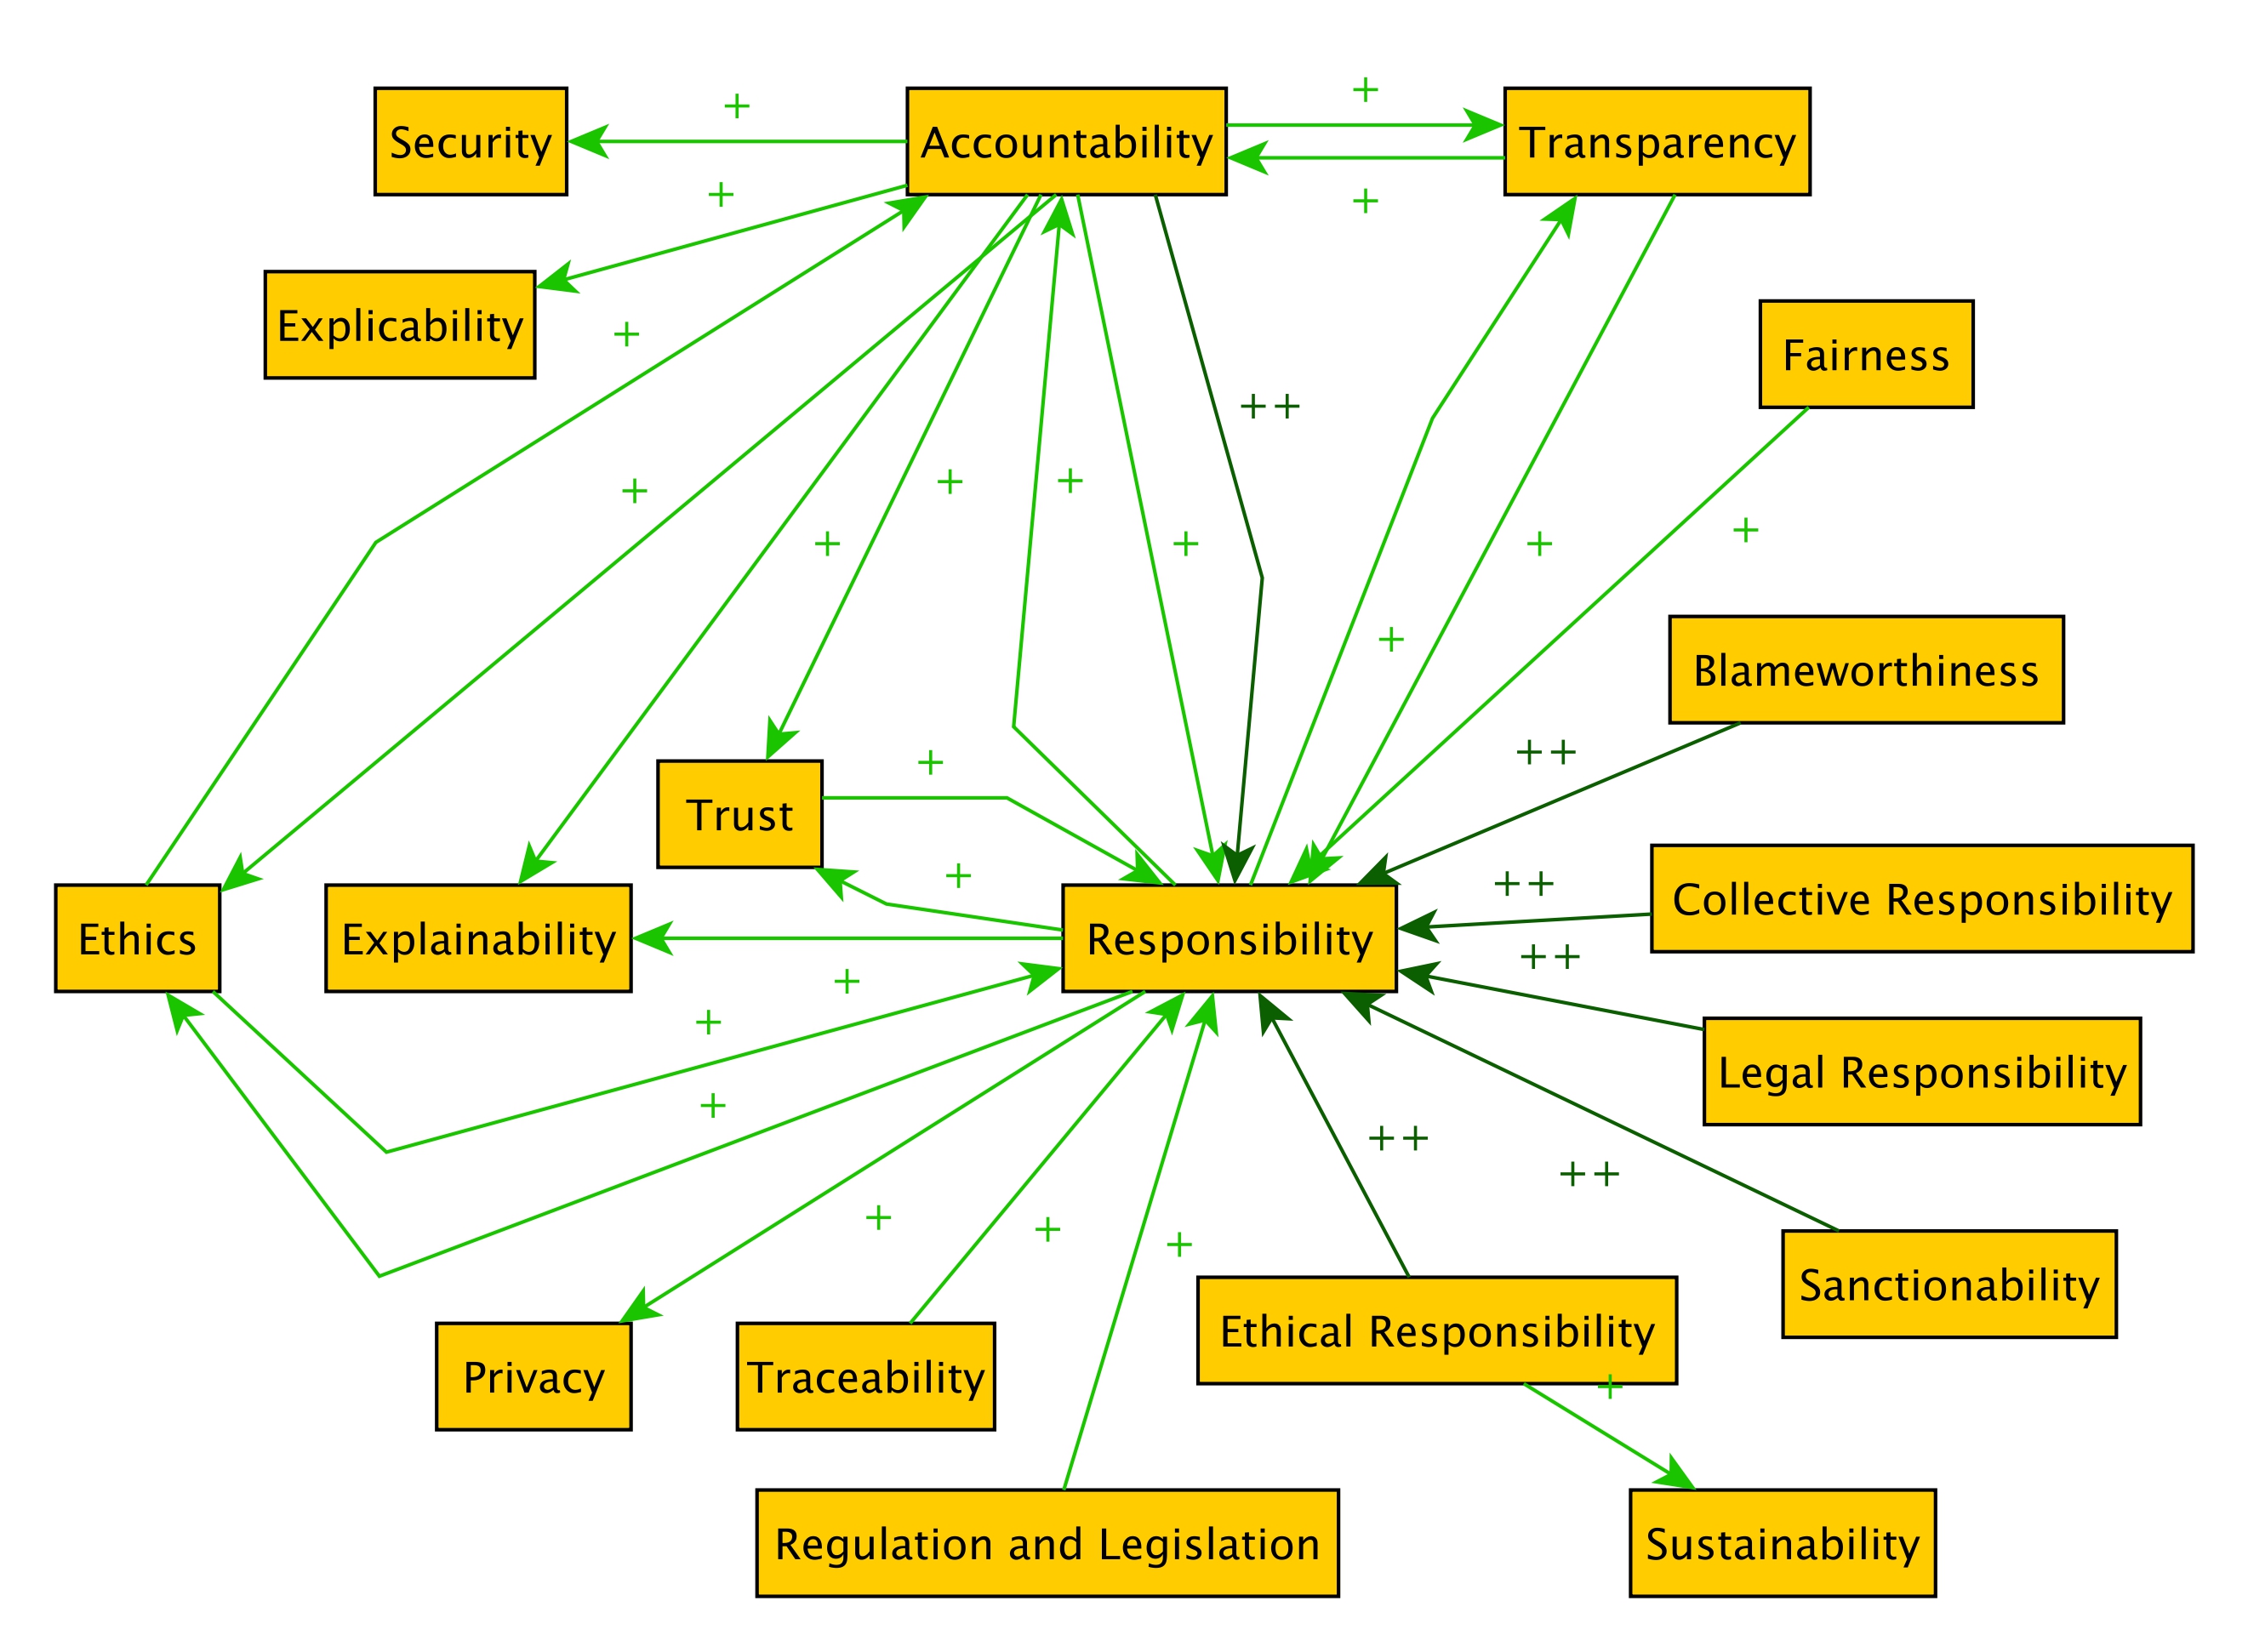 +
+
Security
Accountability
Transparency
+
+
Explicability
+
Fairness
++
+
+
+
+
+
+
+
+
Blameworthiness
++
+
Trust
+
++
Collective Responsibility
Ethics
Explainability
Responsibility
++
+
+
Legal Responsibility
+
++
++
+
+
+
Sanctionability
Ethical Responsibility
Privacy
Traceability
+
Regulation and Legislation
Sustainability